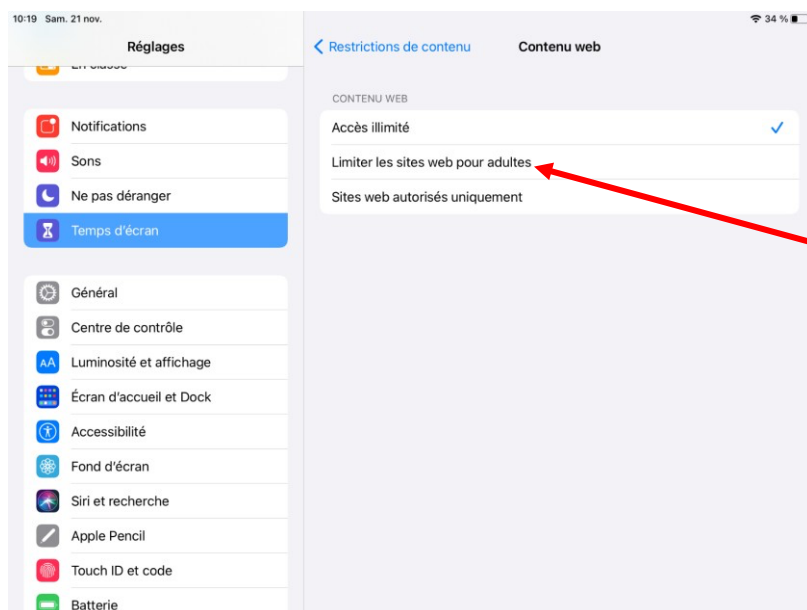 10:19 Sam. 21 nov.
34 %
Réglages
Restrictions de contenu
Contenu web
En classe
CONTENU WEB
Notifications
Accès illimité
Sons
Limiter les sites web pour adultes
Ne pas déranger
Sites web autorisés uniquement
Temps d'écran
Général
Centre de contrôle
AA Luminosité et affichage
Écran d'accueil et Dock
Accessibilité
Fond d'écran
Siri et recherche
Apple Pencil
Touch ID et code
Batterie